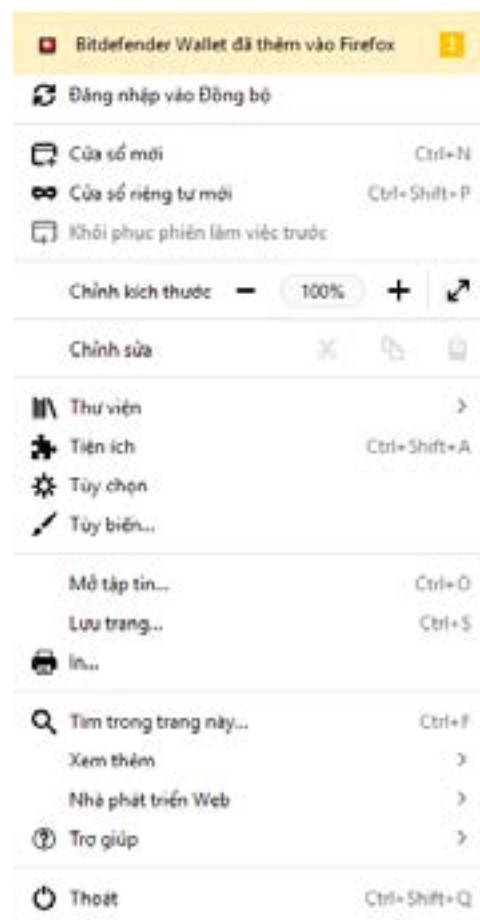 Bitdefender Wallet đã thêm vào Firefox
Đăng nhập vào Đồng bộ
Cửa sổ mới Ctrl+N
Cửa sổ riêng tư mới Ctrl+Shift+P
Khôi phục phiên làm việc trước
Chỉnh kích thước 100%
Chỉnh sửa
Thư viện
Tiện ích Ctrl+Shift+A
Tùy chọn
Tùy biến...
Mở tập tin... Ctrl+O
Lưu trang... Ctrl+S
In...
Tìm trong trang này... Ctrl+F
Xem thêm
Nhà phát triển Web
Trợ giúp
Thoát Ctrl+Shift+Q